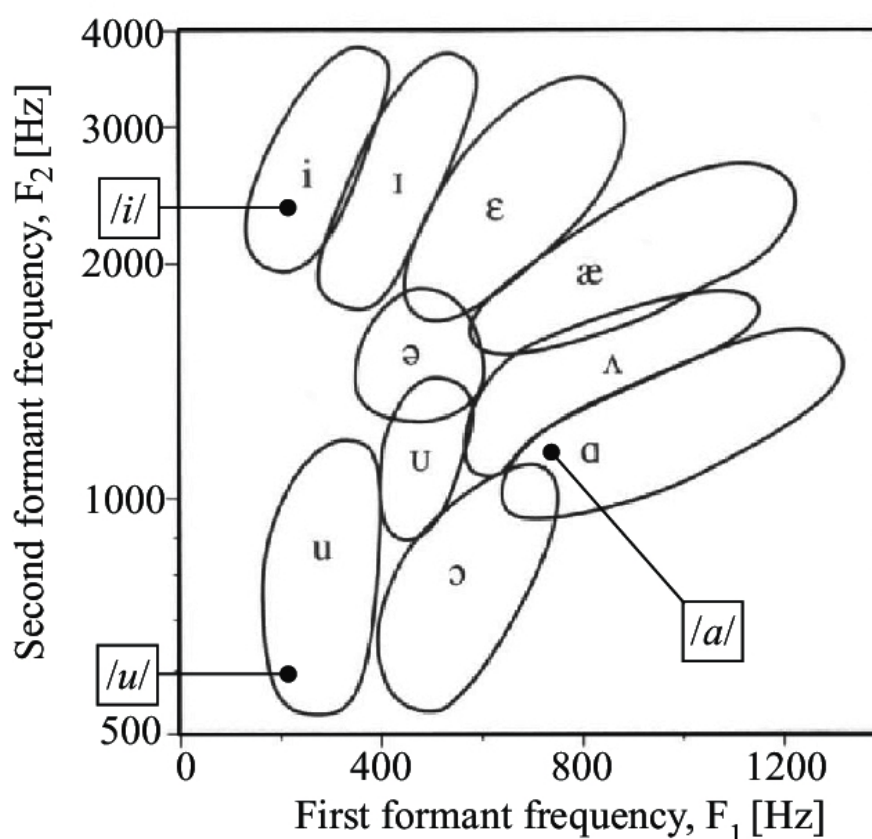 4000
3000
2000
1000
500
Second formant frequency, F₂ [Hz]
/i/
/u/
/a/
i
ɪ
ɛ
æ
ə
ʌ
ʊ
ɑ
u
ɔ
0
400
800
1200
First formant frequency, F₁ [Hz]